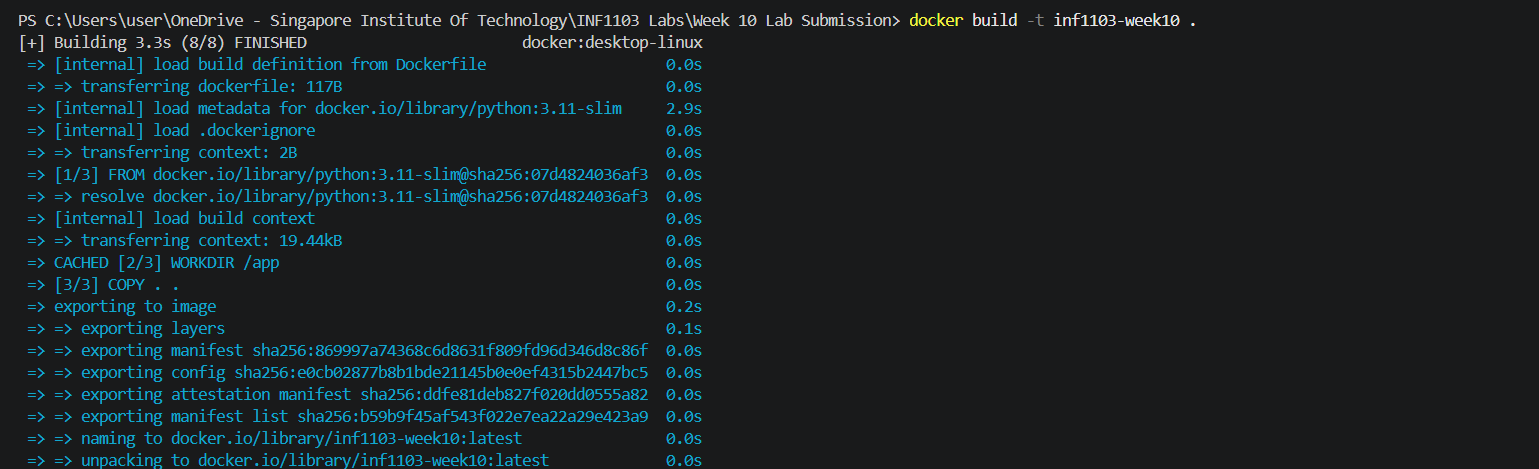 PS C:\Users\user\OneDrive - Singapore Institute Of Technology\INF1103 Labs\Week 10 Lab Submission> docker build -t inf1103-week10 .
[+] Building 3.3s (8/8) FINISHED docker:desktop-linux
=> [internal] load build definition from Dockerfile 0.0s
=> => transferring dockerfile: 117B 0.0s
=> [internal] load metadata for docker.io/library/python:3.11-slim 2.9s
=> [internal] load .dockerignore 0.0s
=> => transferring context: 2B 0.0s
=> [1/3] FROM docker.io/library/python:3.11-slim@sha256:07d4824036af3 0.0s
=> => resolve docker.io/library/python:3.11-slim@sha256:07d4824036af3 0.0s
=> [internal] load build context 0.0s
=> => transferring context: 19.44kB 0.0s
=> CACHED [2/3] WORKDIR /app 0.0s
=> [3/3] COPY . . 0.0s
=> exporting to image 0.2s
=> => exporting layers 0.1s
=> => exporting manifest sha256:869997a74368c6d8631f809fd96d346d8c86f 0.0s
=> => exporting config sha256:e0cb02877b8b1bde21145b0e0ef4315b2447bc5 0.0s
=> => exporting attestation manifest sha256:ddfe81deb827f020dd0555a82 0.0s
=> => exporting manifest list sha256:b59b9f45af543f022e7ea22a29e423a9 0.0s
=> => naming to docker.io/library/inf1103-week10:latest 0.0s
=> => unpacking to docker.io/library/inf1103-week10:latest 0.0s